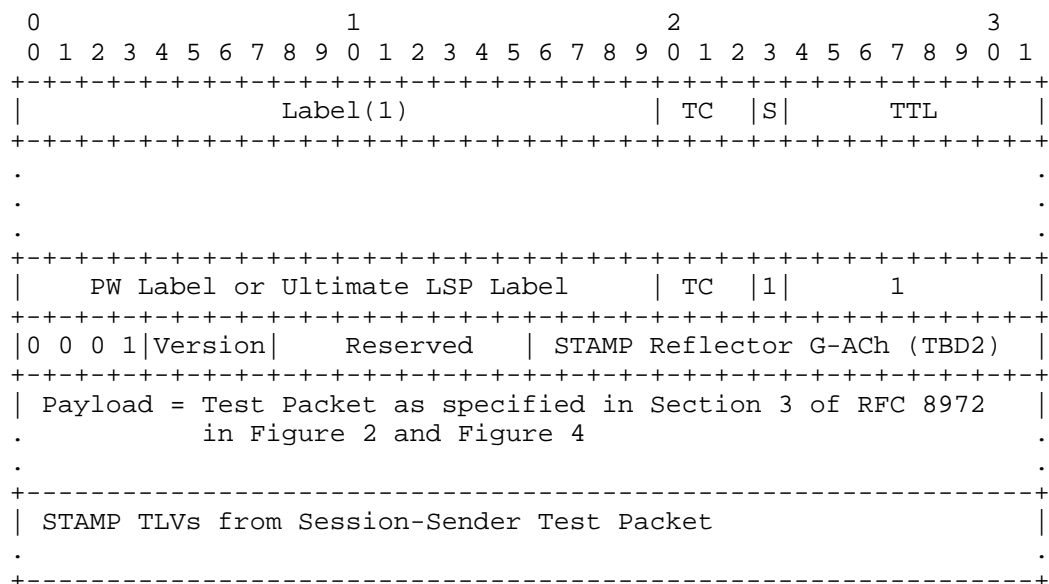 0                   1                   2                   3
 0 1 2 3 4 5 6 7 8 9 0 1 2 3 4 5 6 7 8 9 0 1 2 3 4 5 6 7 8 9 0 1
+-+-+-+-+-+-+-+-+-+-+-+-+-+-+-+-+-+-+-+-+-+-+-+-+-+-+-+-+-+-+-+-+
|                Label(1)               | TC  |S|      TTL      |
+-+-+-+-+-+-+-+-+-+-+-+-+-+-+-+-+-+-+-+-+-+-+-+-+-+-+-+-+-+-+-+-+
.                                                               .
.                                                               .
.                                                               .
+-+-+-+-+-+-+-+-+-+-+-+-+-+-+-+-+-+-+-+-+-+-+-+-+-+-+-+-+-+-+-+-+
|    PW Label or Ultimate LSP Label     | TC  |1|      1        |
+-+-+-+-+-+-+-+-+-+-+-+-+-+-+-+-+-+-+-+-+-+-+-+-+-+-+-+-+-+-+-+-+
|0 0 0 1|Version|    Reserved   | STAMP Reflector G-ACh (TBD2)  |
+-+-+-+-+-+-+-+-+-+-+-+-+-+-+-+-+-+-+-+-+-+-+-+-+-+-+-+-+-+-+-+-+
| Payload = Test Packet as specified in Section 3 of RFC 8972   |
.           in Figure 2 and Figure 4                            .
.                                                               .
+---------------------------------------------------------------+
| STAMP TLVs from Session-Sender Test Packet                    |
.                                                               .
+---------------------------------------------------------------+